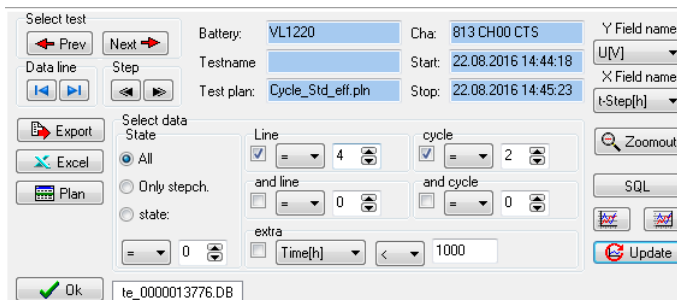 Select test
Prev Next
Battery: VL1220 Cha: 813 CH00 CTS
Y Field name
Testname Start: 22.08.2016 14:44:18
U[V]
Data line Step
Test plan: Cycle_Std_eff.pln Stop: 22.08.2016 14:45:23
X Field name
t-Step[h]
Export
Select data
State Line cycle
Zoomout
Excel
All = 4 = 2
Plan
Only stepch. and line and cycle
SQL
state: = 0 = 0
extra
= 0 Time[h] < 1000
Update
Ok te_0000013776.DB